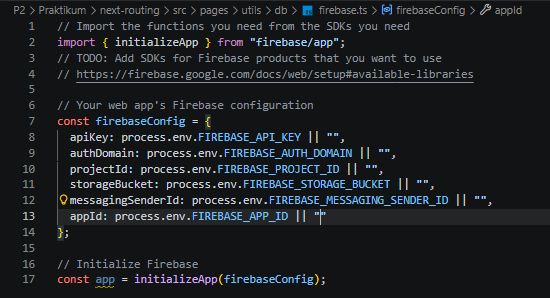 P2 > Praktikum > next-routing > src > pages > utils > db > firebase.ts > firebaseConfig > appId
1 // Import the functions you need from the SDKs you need
2 import { initializeApp } from "firebase/app";
3 // TODO: Add SDKs for Firebase products that you want to use
4 // https://firebase.google.com/docs/web/setup#available-libraries
5
6 // Your web app's Firebase configuration
7 const firebaseConfig = {
8 apiKey: process.env.FIREBASE_API_KEY || "",
9 authDomain: process.env.FIREBASE_AUTH_DOMAIN || "",
10 projectId: process.env.FIREBASE_PROJECT_ID || "",
11 storageBucket: process.env.FIREBASE_STORAGE_BUCKET || "",
12 messagingSenderId: process.env.FIREBASE_MESSAGING_SENDER_ID || "",
13 appId: process.env.FIREBASE_APP_ID || ""
14 };
15
16 // Initialize Firebase
17 const app = initializeApp(firebaseConfig);